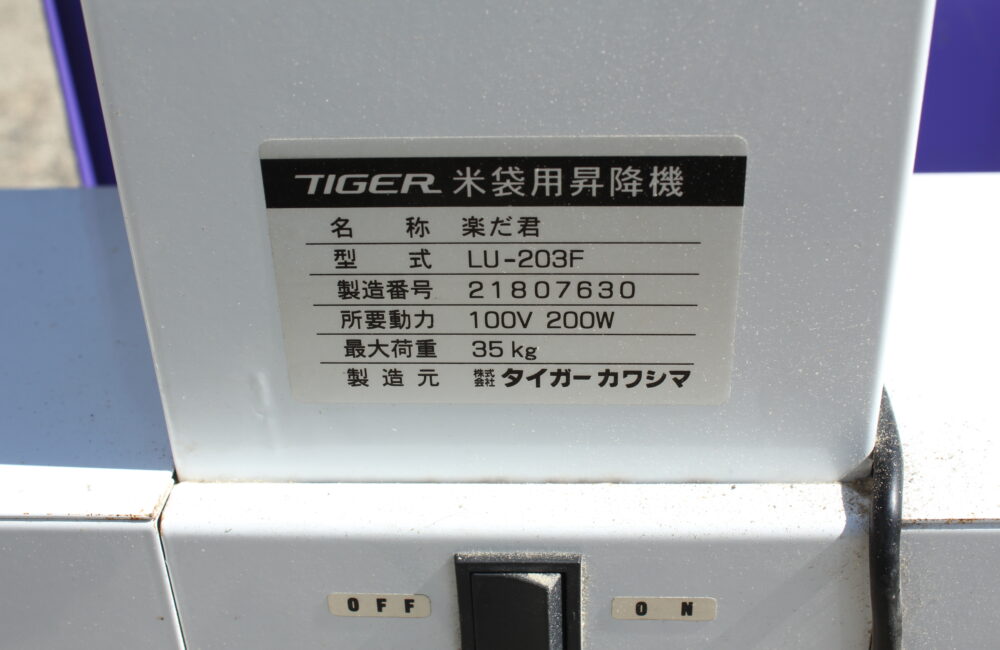 TIGER 米袋用昇降機
名称 楽だ君
型式 LU-203F
製造番号 21807630
所要動力 100V 200W
最大荷重 35kg
製造元 株式会社 タイガーカワシマ
OFF ON